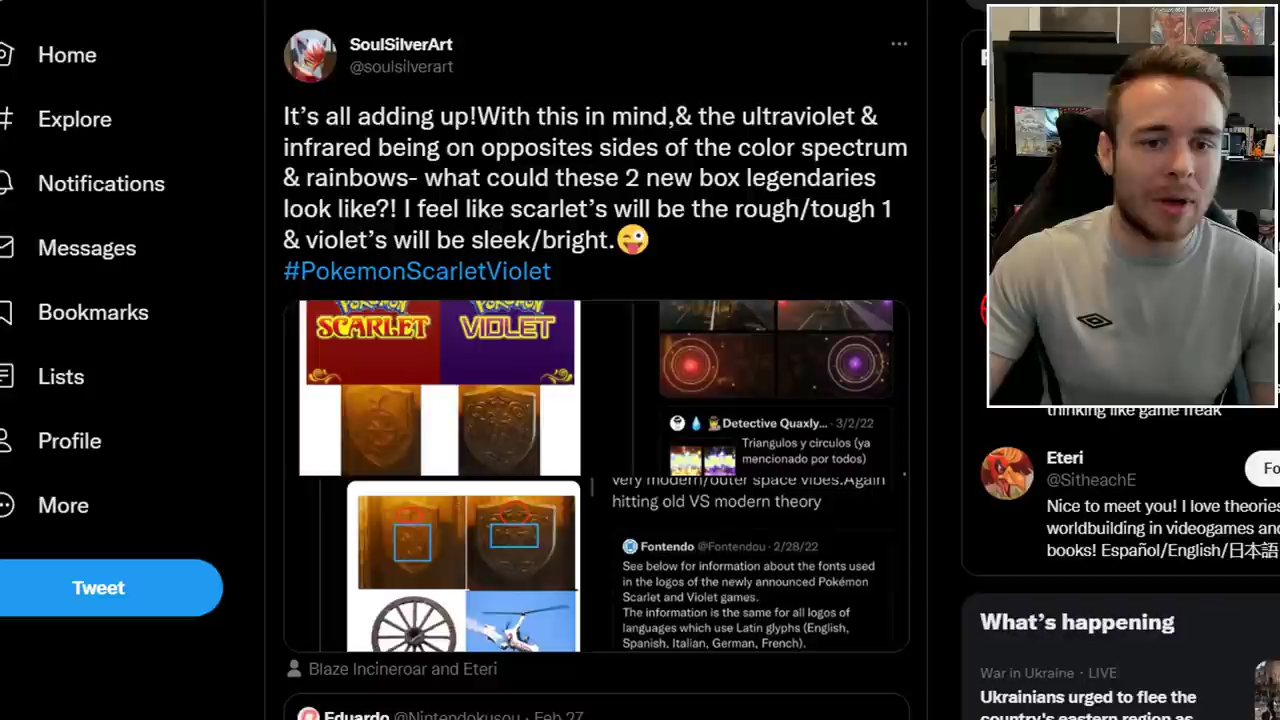 Home
Explore
Notifications
Messages
Bookmarks
Lists
Profile
More
Tweet
SoulSilverArt
@soulsilverart
It's all adding up!With this in mind,& the ultraviolet &
infrared being on opposites sides of the color spectrum
& rainbows- what could these 2 new box legendaries
look like?! I feel like scarlet's will be the rough/tough 1
& violet's will be sleek/bright.😜
#PokemonScarletViolet
POKÉMON POKÉMON
SCARLET VIOLET
Detective Quaxly... · 3/2/22
Triangulos y circulos (ya
mencionado por todos)
very modern/outer space vibes.Again
hitting old VS modern theory
Fontendo @Fontendou · 2/28/22
See below for information about the fonts used
in the logos of the newly announced Pokémon
Scarlet and Violet games.
The information is the same for all logos of
languages which use Latin glyphs (English,
Spanish, Italian, German, French).
Blaze Incineroar and Eteri
Eduardo @Nintendokusou · Feb 27
thinking like game freak
Eteri
@SitheachE
Fo
Nice to meet you! I love theories
worldbuilding in videogames and
books! Español/English/日本語
What's happening
War in Ukraine · LIVE
Ukrainians urged to flee the
country's eastern region as